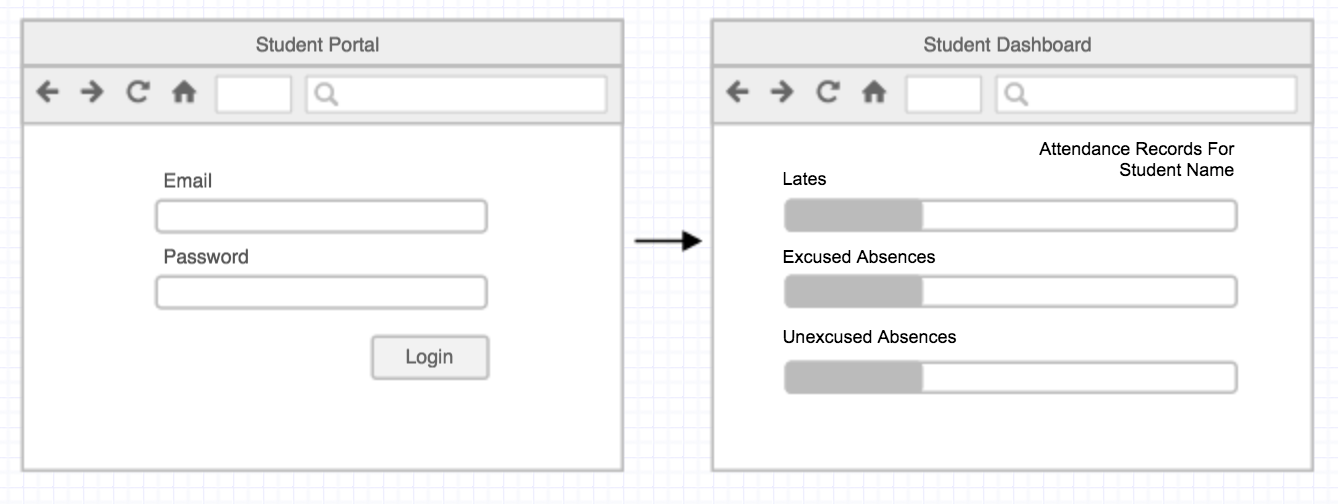 Student Portal
Email
Password
Login
Student Dashboard
Attendance Records For
Student Name
Lates
Excused Absences
Unexcused Absences